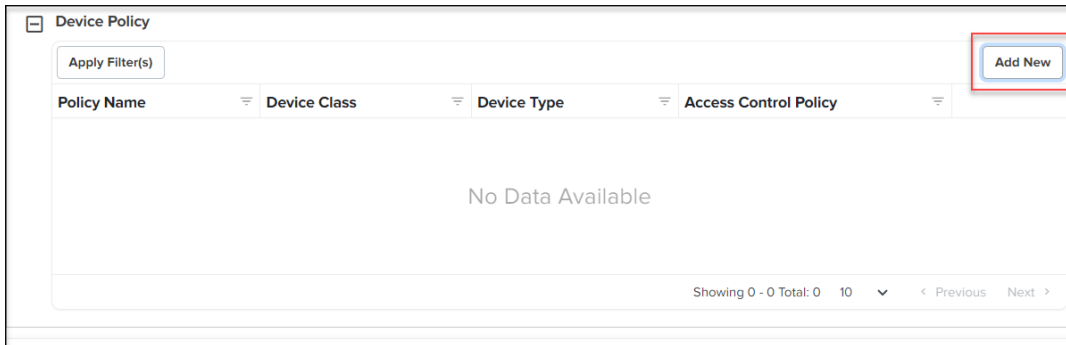 Device Policy
Apply Filter(s) Add New
Policy Name Device Class Device Type Access Control Policy
No Data Available
Showing 0 - 0 Total: 0 10 < Previous Next >